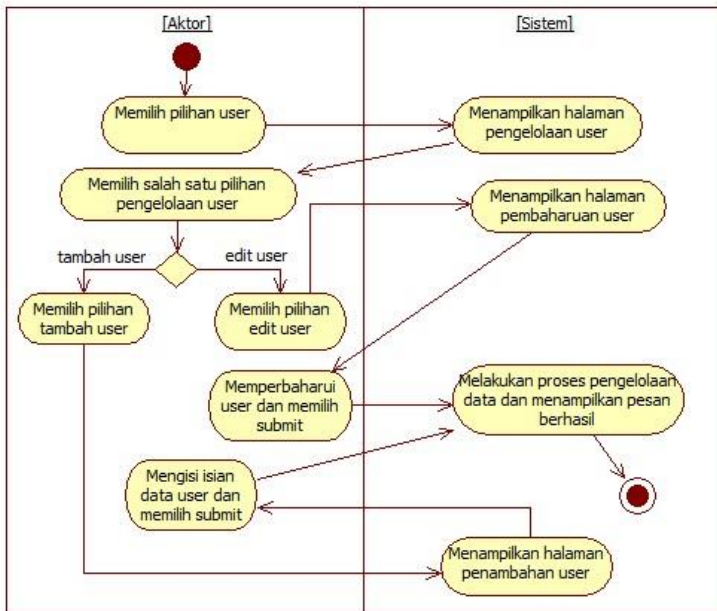 [Aktor]
[Sistem]
Memilih pilihan user
Menampilkan halaman
pengelolaan user
Memilih salah satu pilihan
pengelolaan user
Menampilkan halaman
pembaharuan user
tambah user
edit user
Memilih pilihan
tambah user
Memilih pilihan
edit user
Memperbaharui
user dan memilih
submit
Melakukan proses pengelolaan
data dan menampilkan pesan
berhasil
Mengisi isian
data user dan
memilih submit
Menampilkan halaman
penambahan user